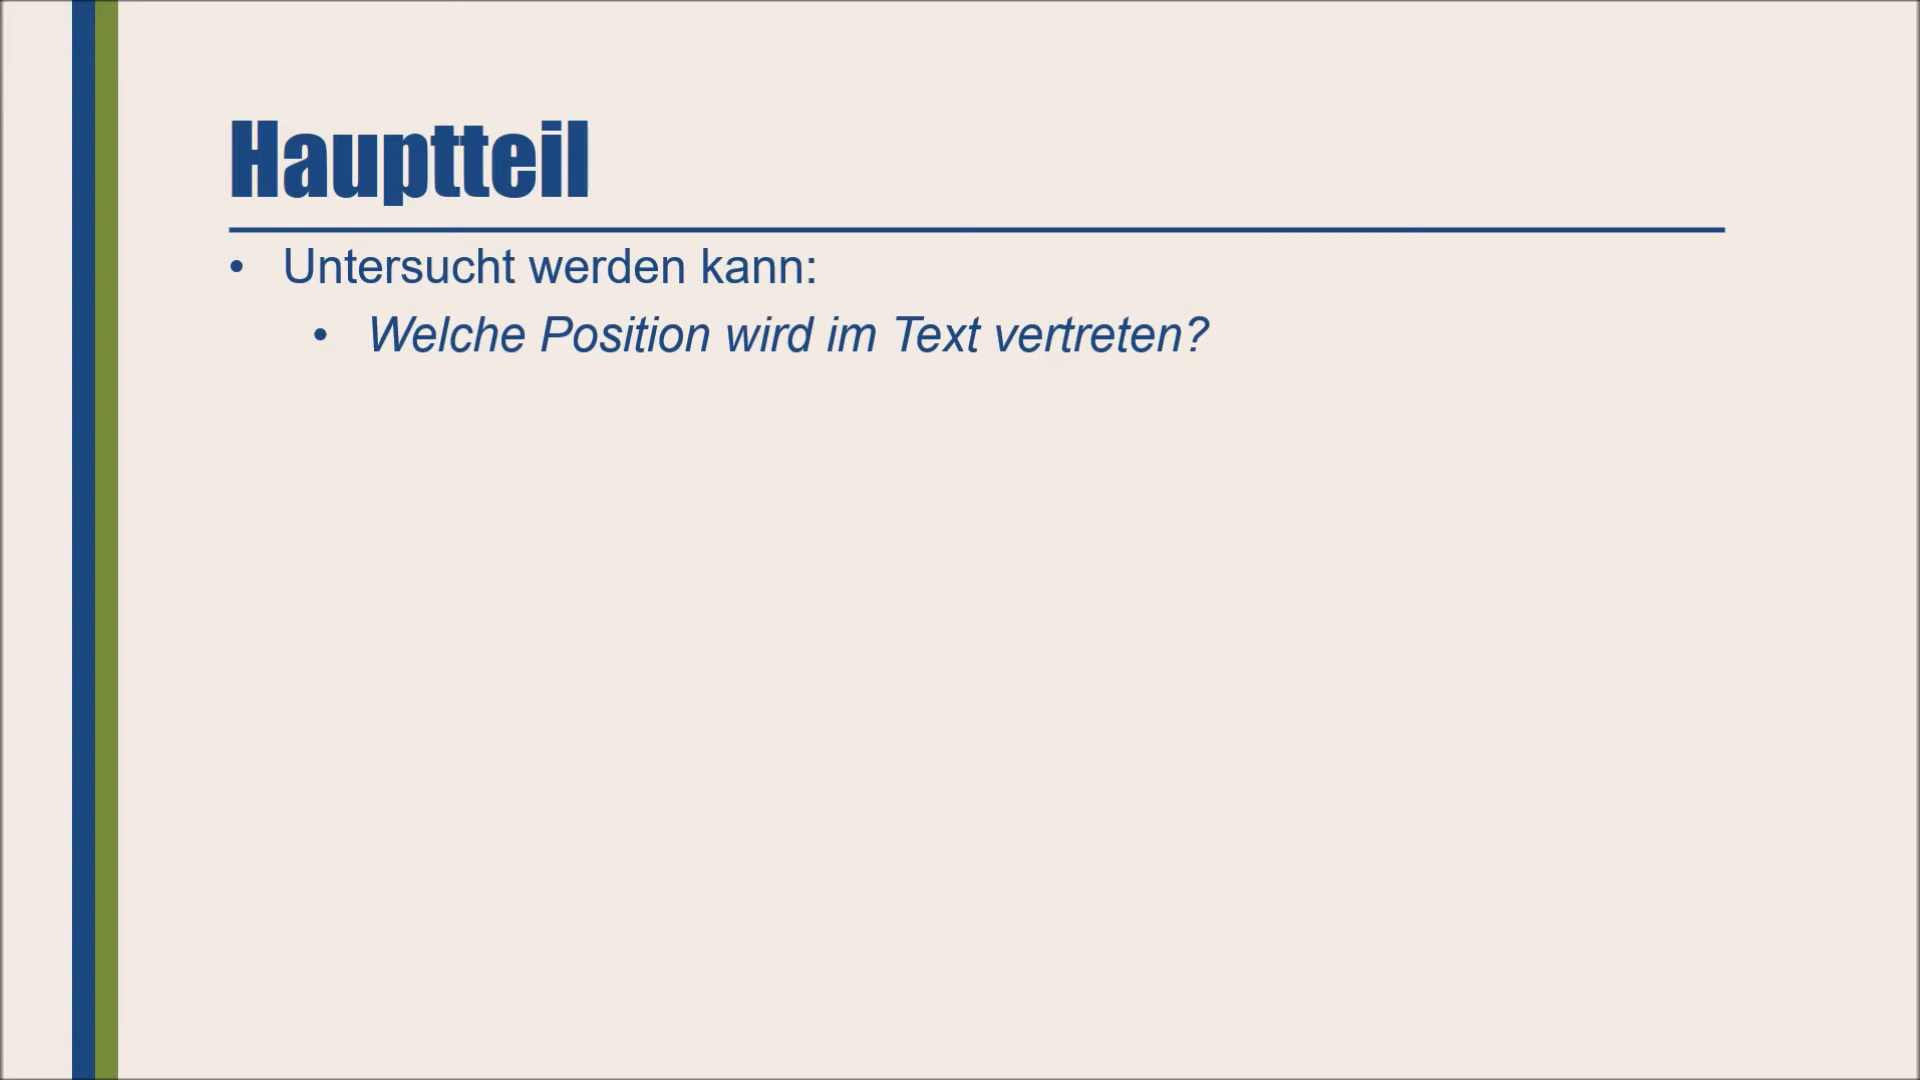 Hauptteil
• Untersucht werden kann:
• Welche Position wird im Text vertreten?